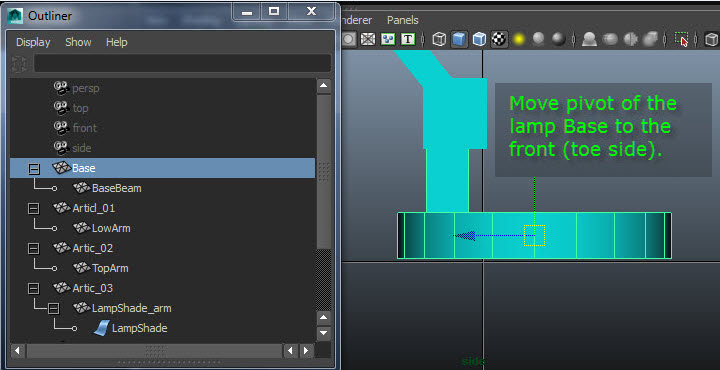 Outliner
Display Show Help
persp
top
front
side
Base
BaseBeam
Articl_01
LowArm
Artic_02
TopArm
Artic_03
LampShade_arm
LampShade
nderer Panels
T
Move pivot of the
lamp Base to the
front (toe side).
side